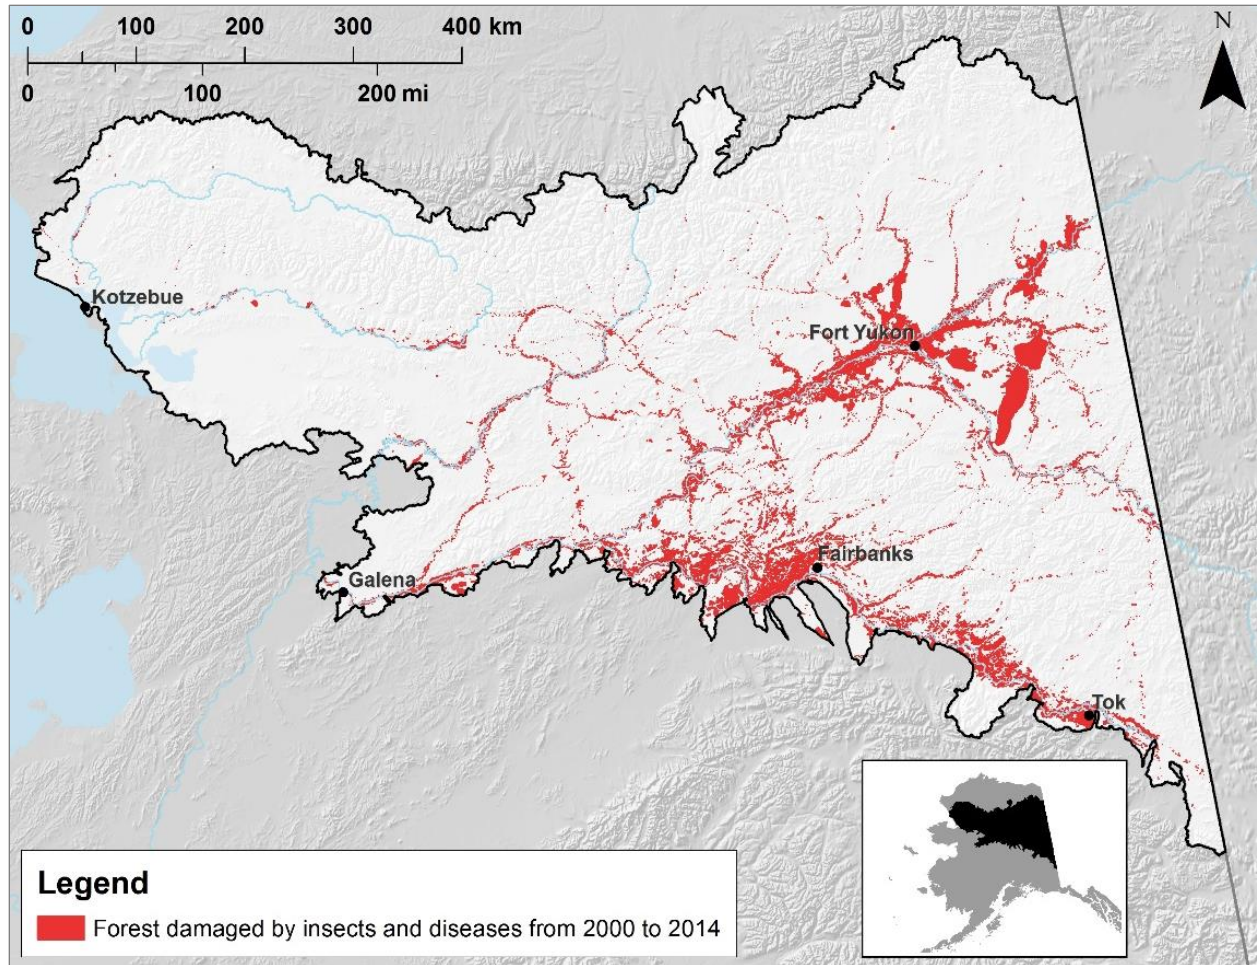 0 100 200 300 400 km
0 100 200 mi
N
Kotzebue
Fort Yukon
Fairbanks
Galena
Tok
Legend
Forest damaged by insects and diseases from 2000 to 2014